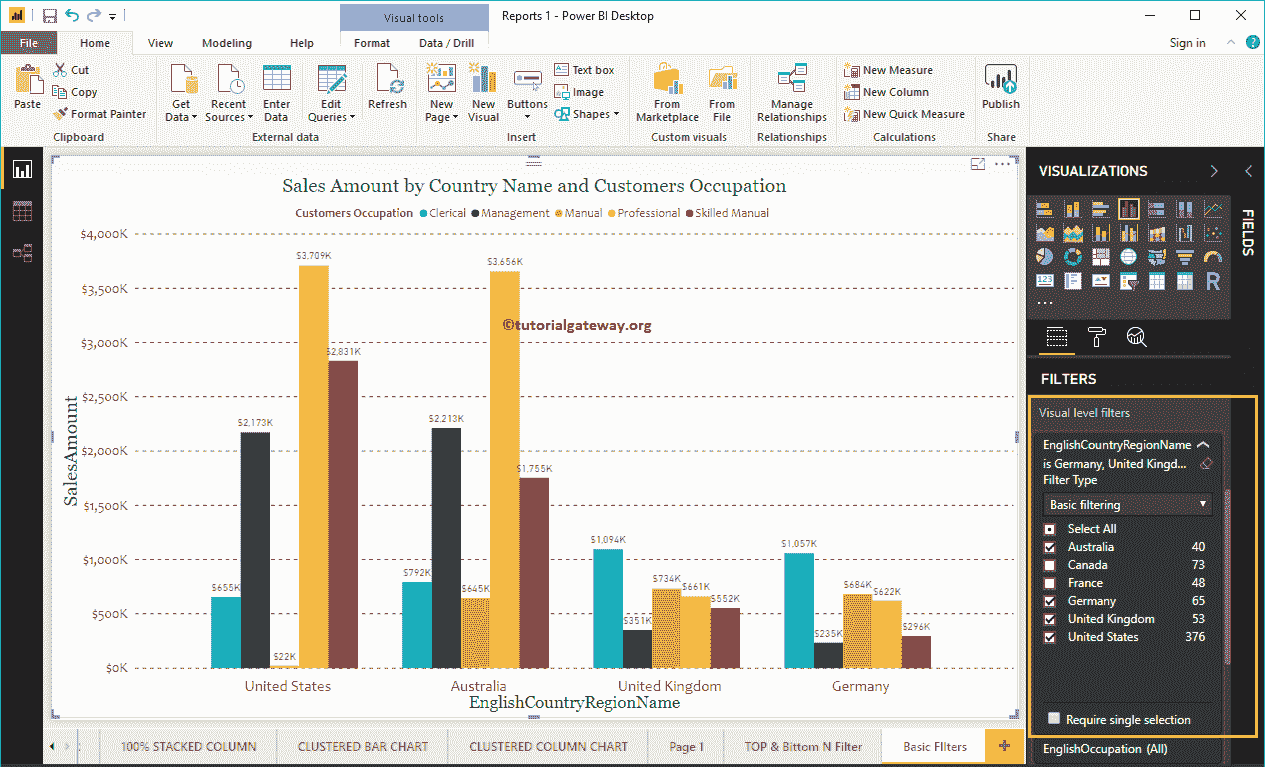 Visual tools
Reports 1 - Power BI Desktop
File Home View Modeling Help Format Data / Drill Sign in
Paste
Cut
Copy
Format Painter
Clipboard
Get Data
Recent Sources
Enter Data
Edit Queries
External data
Refresh
New Page
New Visual
Buttons
Text box
Image
Shapes
Insert
From Marketplace
From File
Custom visuals
Manage Relationships
Relationships
New Measure
New Column
New Quick Measure
Calculations
Publish
Share
Sales Amount by Country Name and Customers Occupation
Customers Occupation Clerical Management Manual Professional Skilled Manual
SalesAmount
$4,000K
$3,500K
$3,000K
$2,500K
$2,000K
$1,500K
$1,000K
$500K
$0K
$655K
$2,173K
$22K
$3,709K
$2,831K
$792K
$2,213K
$645K
$3,656K
$1,755K
$1,094K
$351K
$734K
$661K
$552K
$1,057K
$235K
$684K
$622K
$296K
©tutorialgateway.org
United States Australia United Kingdom Germany
EnglishCountryRegionName
VISUALIZATIONS
FIELDS
123
R
...
FILTERS
Visual level filters
EnglishCountryRegionName
is Germany, United Kingd...
Filter Type
Basic filtering
Select All
Australia 40
Canada 73
France 48
Germany 65
United Kingdom 53
United States 376
Require single selection
EnglishOccupation (All)
100% STACKED COLUMN CLUSTERED BAR CHART CLUSTERED COLUMN CHART Page 1 TOP & Bittom N Filter Basic FIlters